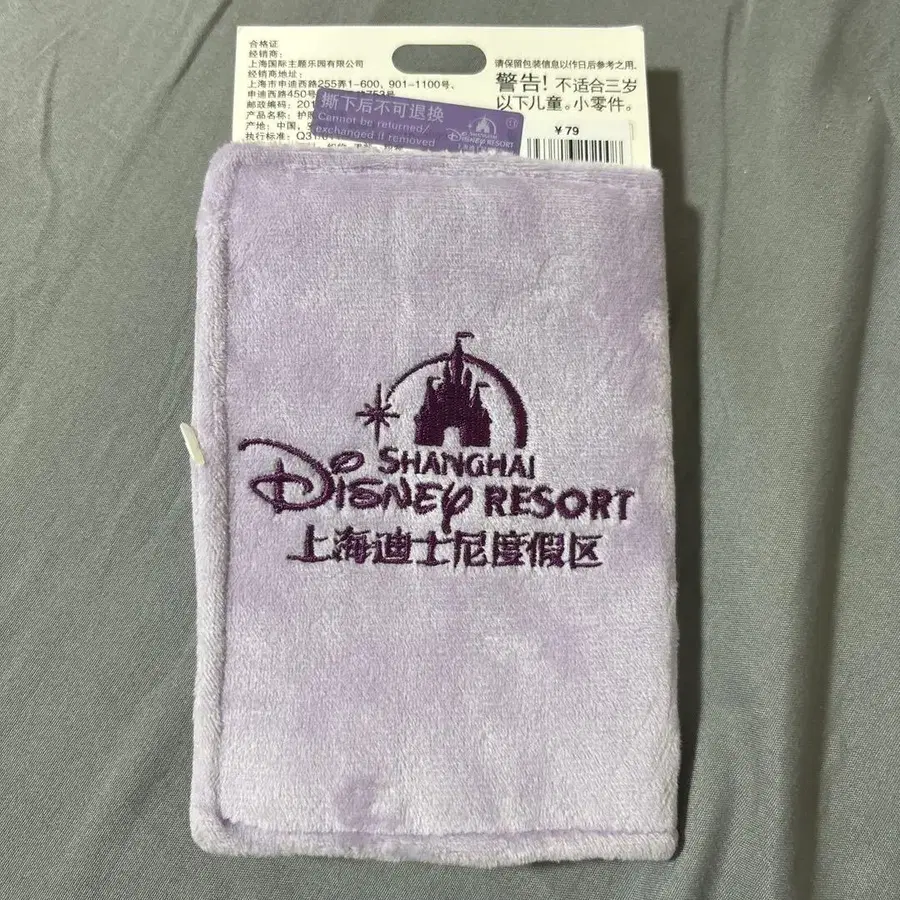 合格证
经销商:
上海国际主题乐园有限公司
经销商地址:
上海市申迪西路255弄1-600, 901-1100号,
申迪西路450号
邮政编码: 201
产品名称: 护照
产地: 中国,
执行标准:
撕下后不可退换
Cannot be returned/
exchanged if removed
DISNEY RESORT
请保留包装信息以作日后参考之用.
警告! 不适合三岁
以下儿童。小零件。
¥ 79
SHANGHAI
DISNEY RESORT
上海迪士尼度假区